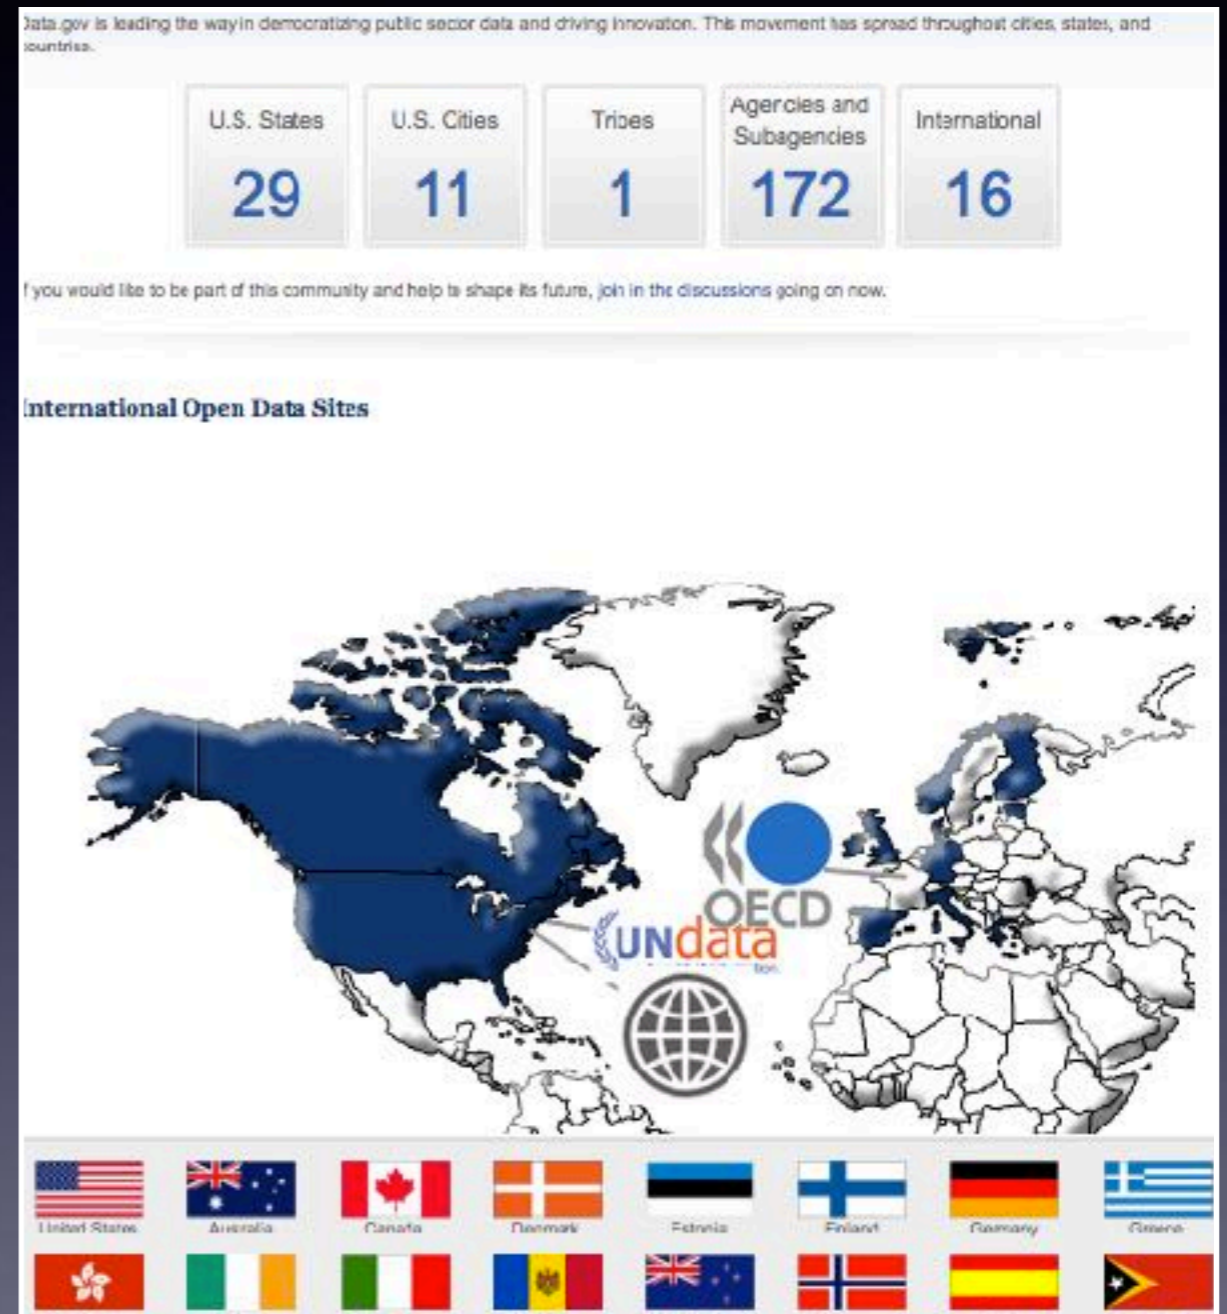 Data.gov is leading the way in democratizing public sector data and driving innovation. This movement has spread throughout cities, states, and
countries.
U.S. States
U.S. Cities
Tribes
Agencies and
Subagencies
International
29
11
1
172
16
If you would like to be part of this community and help to shape its future, join in the discussions going on now.
International Open Data Sites
OECD
UNdata
United States
Australia
Canada
Denmark
Estonia
Finland
Germany
Greece